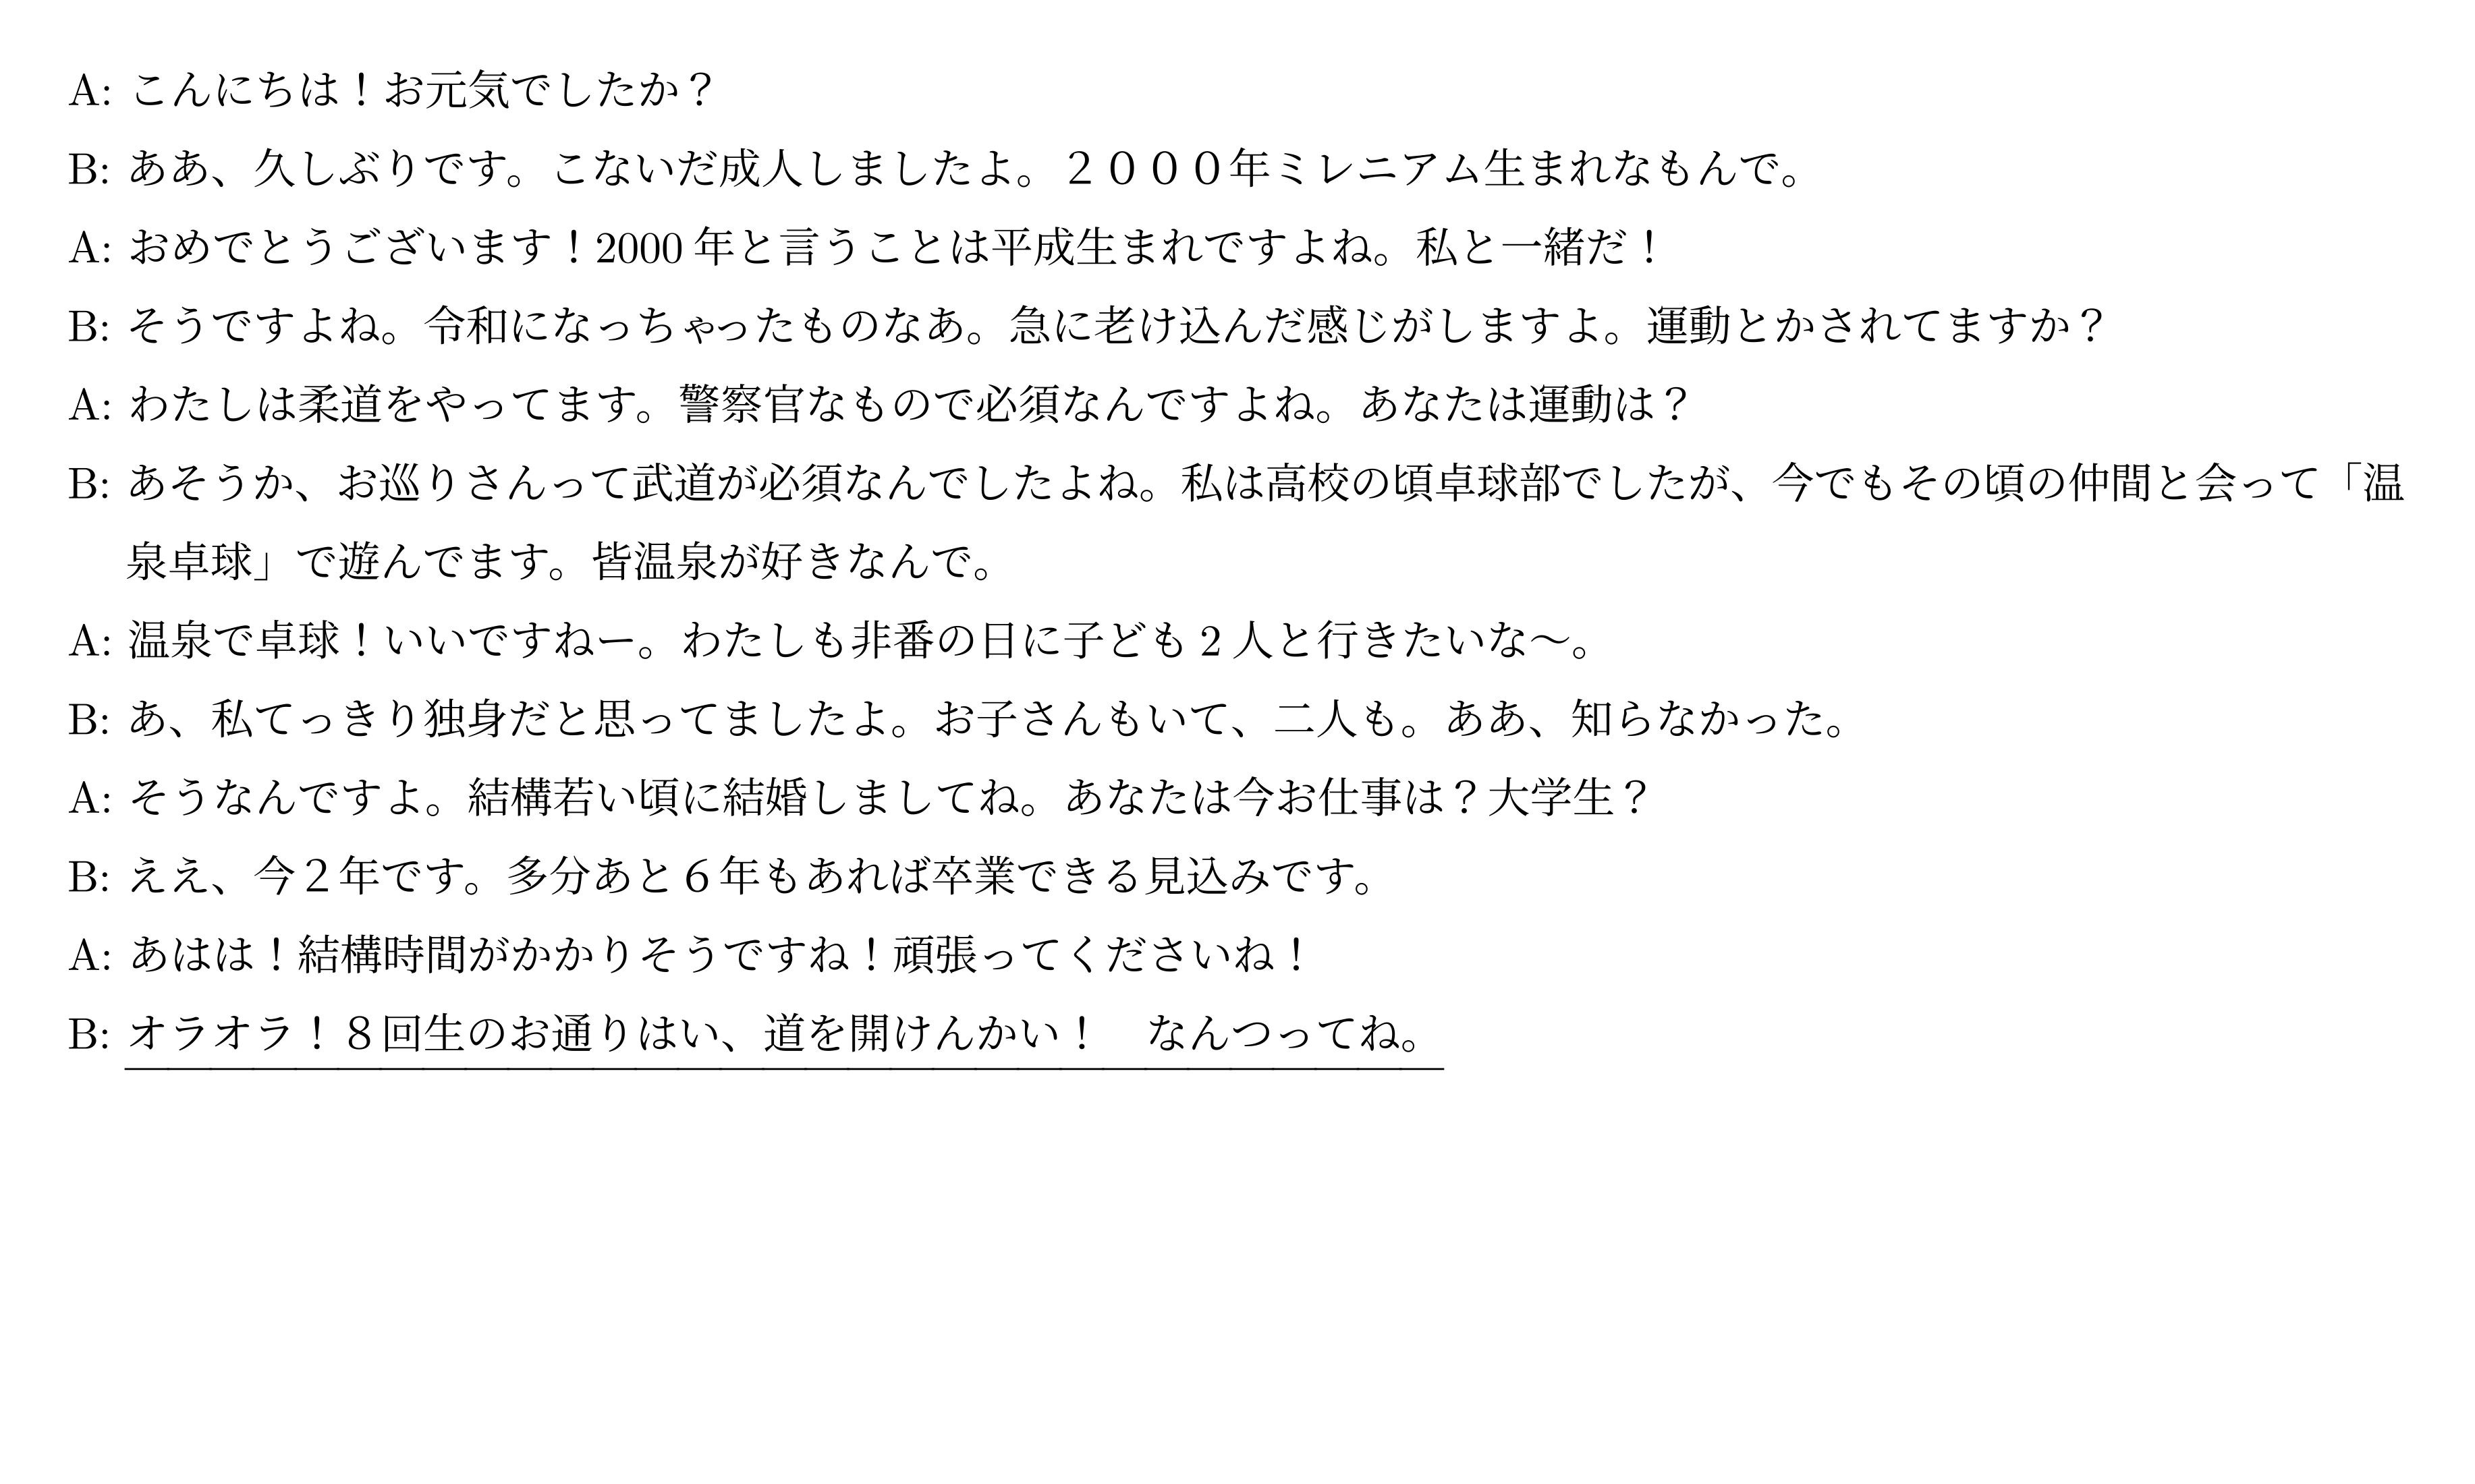 A: こんにちは！お元気でしたか？
B: ああ、久しぶりです。こないだ成人しましたよ。２０００年ミレニアム生まれなもんで。
A: おめでとうございます！2000 年と言うことは平成生まれですよね。私と一緒だ！
B: そうですよね。令和になっちゃったものなあ。急に老け込んだ感じがしますよ。運動とかされてますか？
A: わたしは柔道をやってます。警察官なもので必須なんですよね。あなたは運動は？
B: あそうか、お巡りさんって武道が必須なんでしたよね。私は高校の頃卓球部でしたが、今でもその頃の仲間と会って「温
泉卓球」で遊んでます。皆温泉が好きなんで。
A: 温泉で卓球！いいですねー。わたしも非番の日に子ども 2 人と行きたいな〜。
B: あ、私てっきり独身だと思ってましたよ。お子さんもいて、二人も。ああ、知らなかった。
A: そうなんですよ。結構若い頃に結婚しましてね。あなたは今お仕事は？大学生？
B: ええ、今２年です。多分あと６年もあれば卒業できる見込みです。
A: あはは！結構時間がかかりそうですね！頑張ってくださいね！
B: オラオラ！８回生のお通りはい、道を開けんかい！　なんつってね。